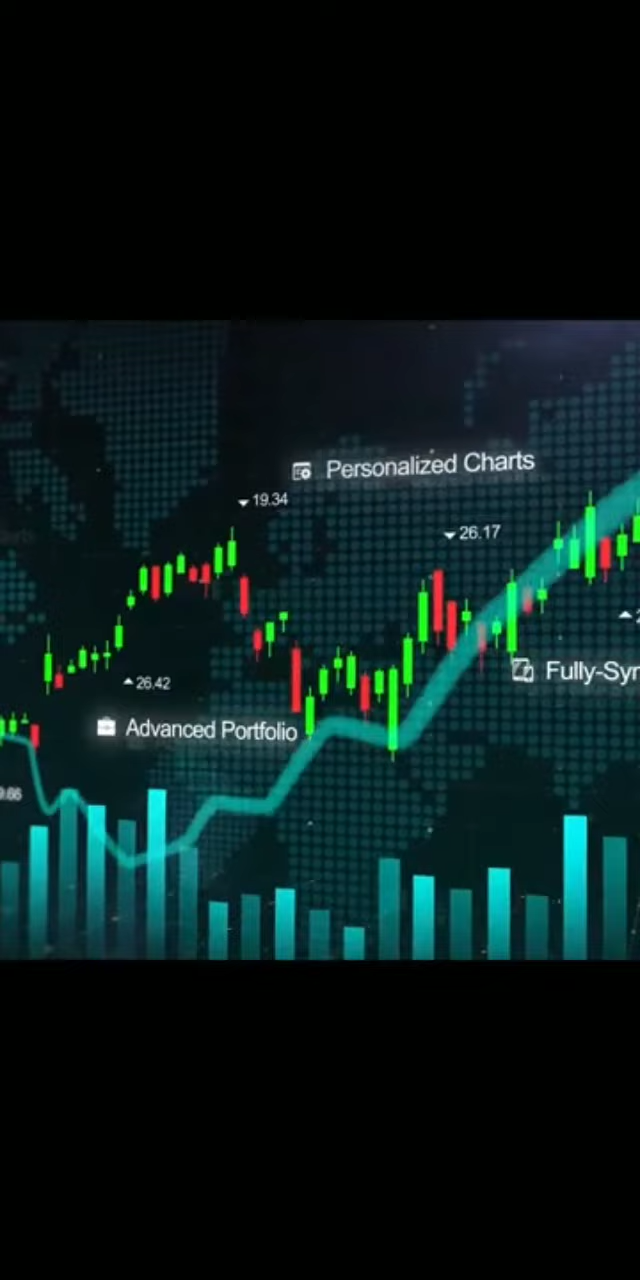 Personalized Charts
19.34
26.17
26.42
Fully-Syn
Advanced Portfolio